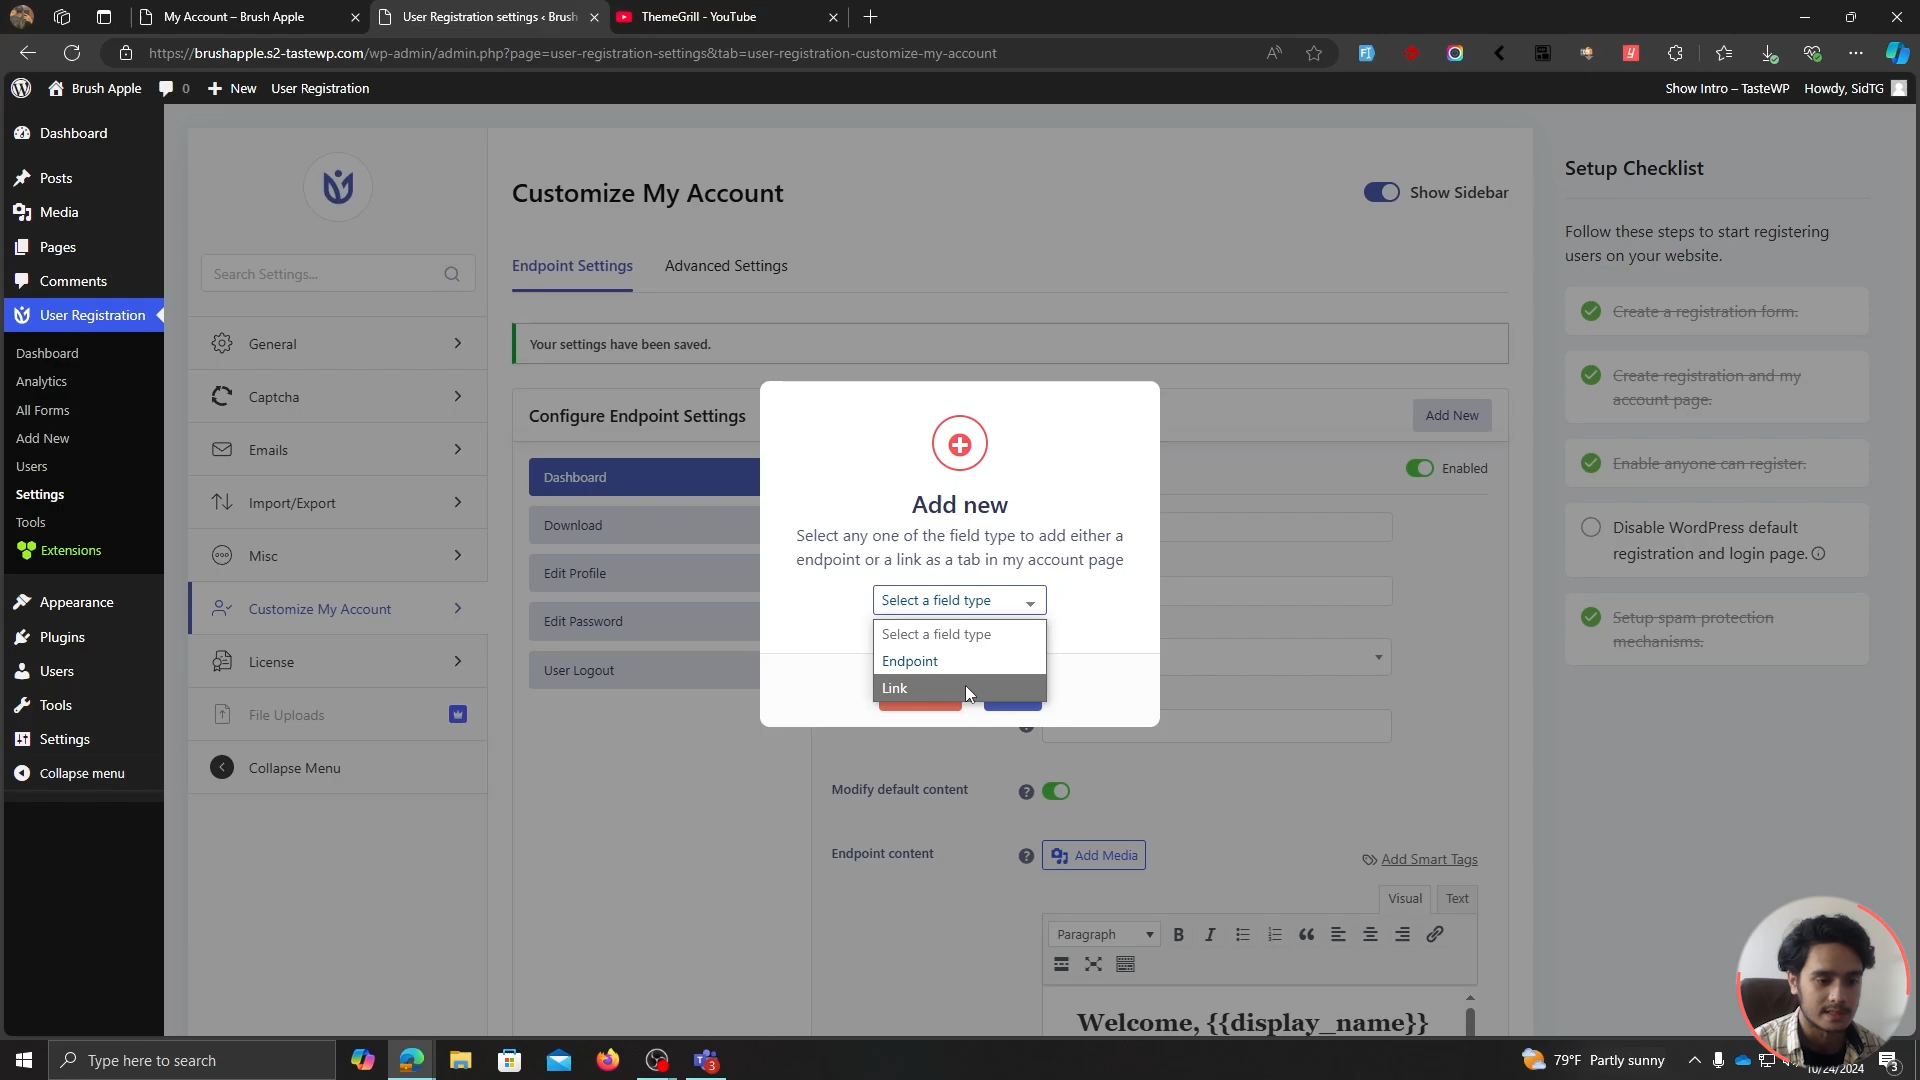 My Account – Brush Apple
User Registration settings ‹ Brush
ThemeGrill - YouTube
https://brushapple.s2-tastewp.com/wp-admin/admin.php?page=user-registration-settings&tab=user-registration-customize-my-account
Brush Apple
0
New
User Registration
Show Intro – TasteWP
Howdy, SidTG
Dashboard
Posts
Media
Pages
Comments
User Registration
Dashboard
Analytics
All Forms
Add New
Users
Settings
Tools
Extensions
Appearance
Plugins
Users
Tools
Settings
Collapse menu
Search Settings...
General
Captcha
Emails
Import/Export
Misc
Customize My Account
License
File Uploads
Collapse Menu
Customize My Account
Show Sidebar
Endpoint Settings
Advanced Settings
Your settings have been saved.
Configure Endpoint Settings
Add New
Dashboard
Download
Edit Profile
Edit Password
User Logout
Enabled
Add new
Select any one of the field type to add either a
endpoint or a link as a tab in my account page
Select a field type
Select a field type
Endpoint
Link
Modify default content
Endpoint content
Add Media
Add Smart Tags
Visual
Text
Paragraph
Welcome, {{display_name}}
Setup Checklist
Follow these steps to start registering
users on your website.
Create a registration form.
Create registration and my
account page.
Enable anyone can register.
Disable WordPress default
registration and login page.
Setup spam protection
mechanisms.
Type here to search
3
79°F Partly sunny
10/24/2024
3